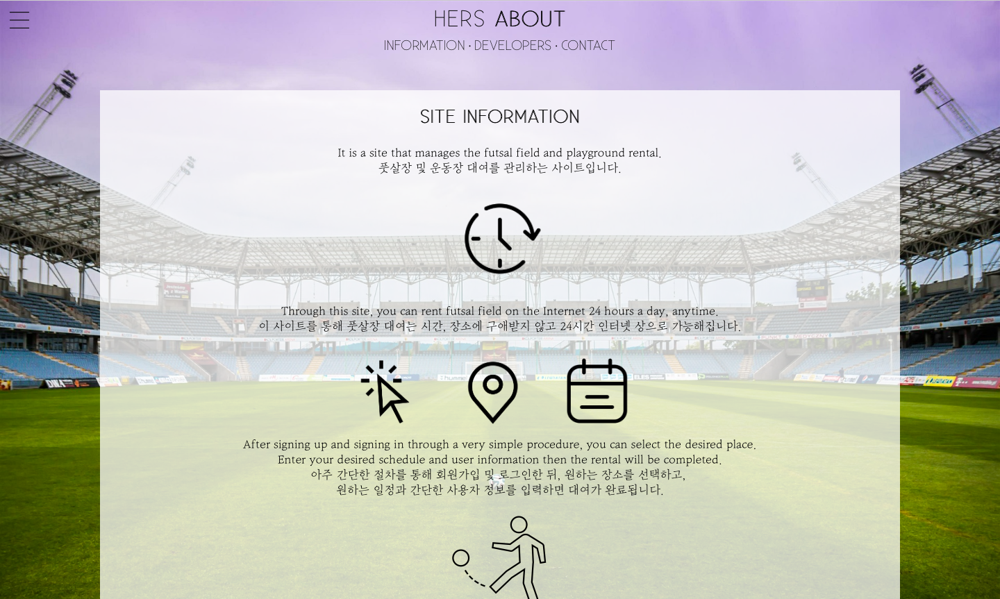 HERS ABOUT
INFORMATION · DEVELOPERS · CONTACT
SITE INFORMATION
It is a site that manages the futsal field and playground rental.
풋살장 및 운동장 대여를 관리하는 사이트입니다.
Through this site, you can rent futsal field on the Internet 24 hours a day, anytime.
이 사이트를 통해 풋살장 대여는 시간, 장소에 구애받지 않고 24시간 인터넷 상으로 가능해집니다.
After signing up and signing in through a very simple procedure, you can select the desired place.
Enter your desired schedule and user information then the rental will be completed.
아주 간단한 절차를 통해 회원가입 및 로그인한 뒤, 원하는 장소를 선택하고,
원하는 일정과 간단한 사용자 정보를 입력하면 대여가 완료됩니다.